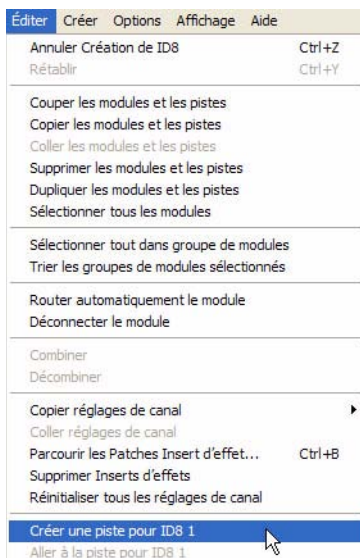 Éditer Créer Options Affichage Aide
Annuler Création de ID8 Ctrl+Z
Rétablir Ctrl+Y
Couper les modules et les pistes
Copier les modules et les pistes
Coller les modules et les pistes
Supprimer les modules et les pistes
Dupliquer les modules et les pistes
Sélectionner tous les modules
Sélectionner tout dans groupe de modules
Trier les groupes de modules sélectionnés
Router automatiquement le module
Déconnecter le module
Combiner
Décombiner
Copier réglages de canal
Coller réglages de canal
Parcourir les Patches Insert d'effet... Ctrl+B
Supprimer Inserts d'effets
Réinitialiser tous les réglages de canal
Créer une piste pour ID8 1
Aller à la piste pour ID8 1